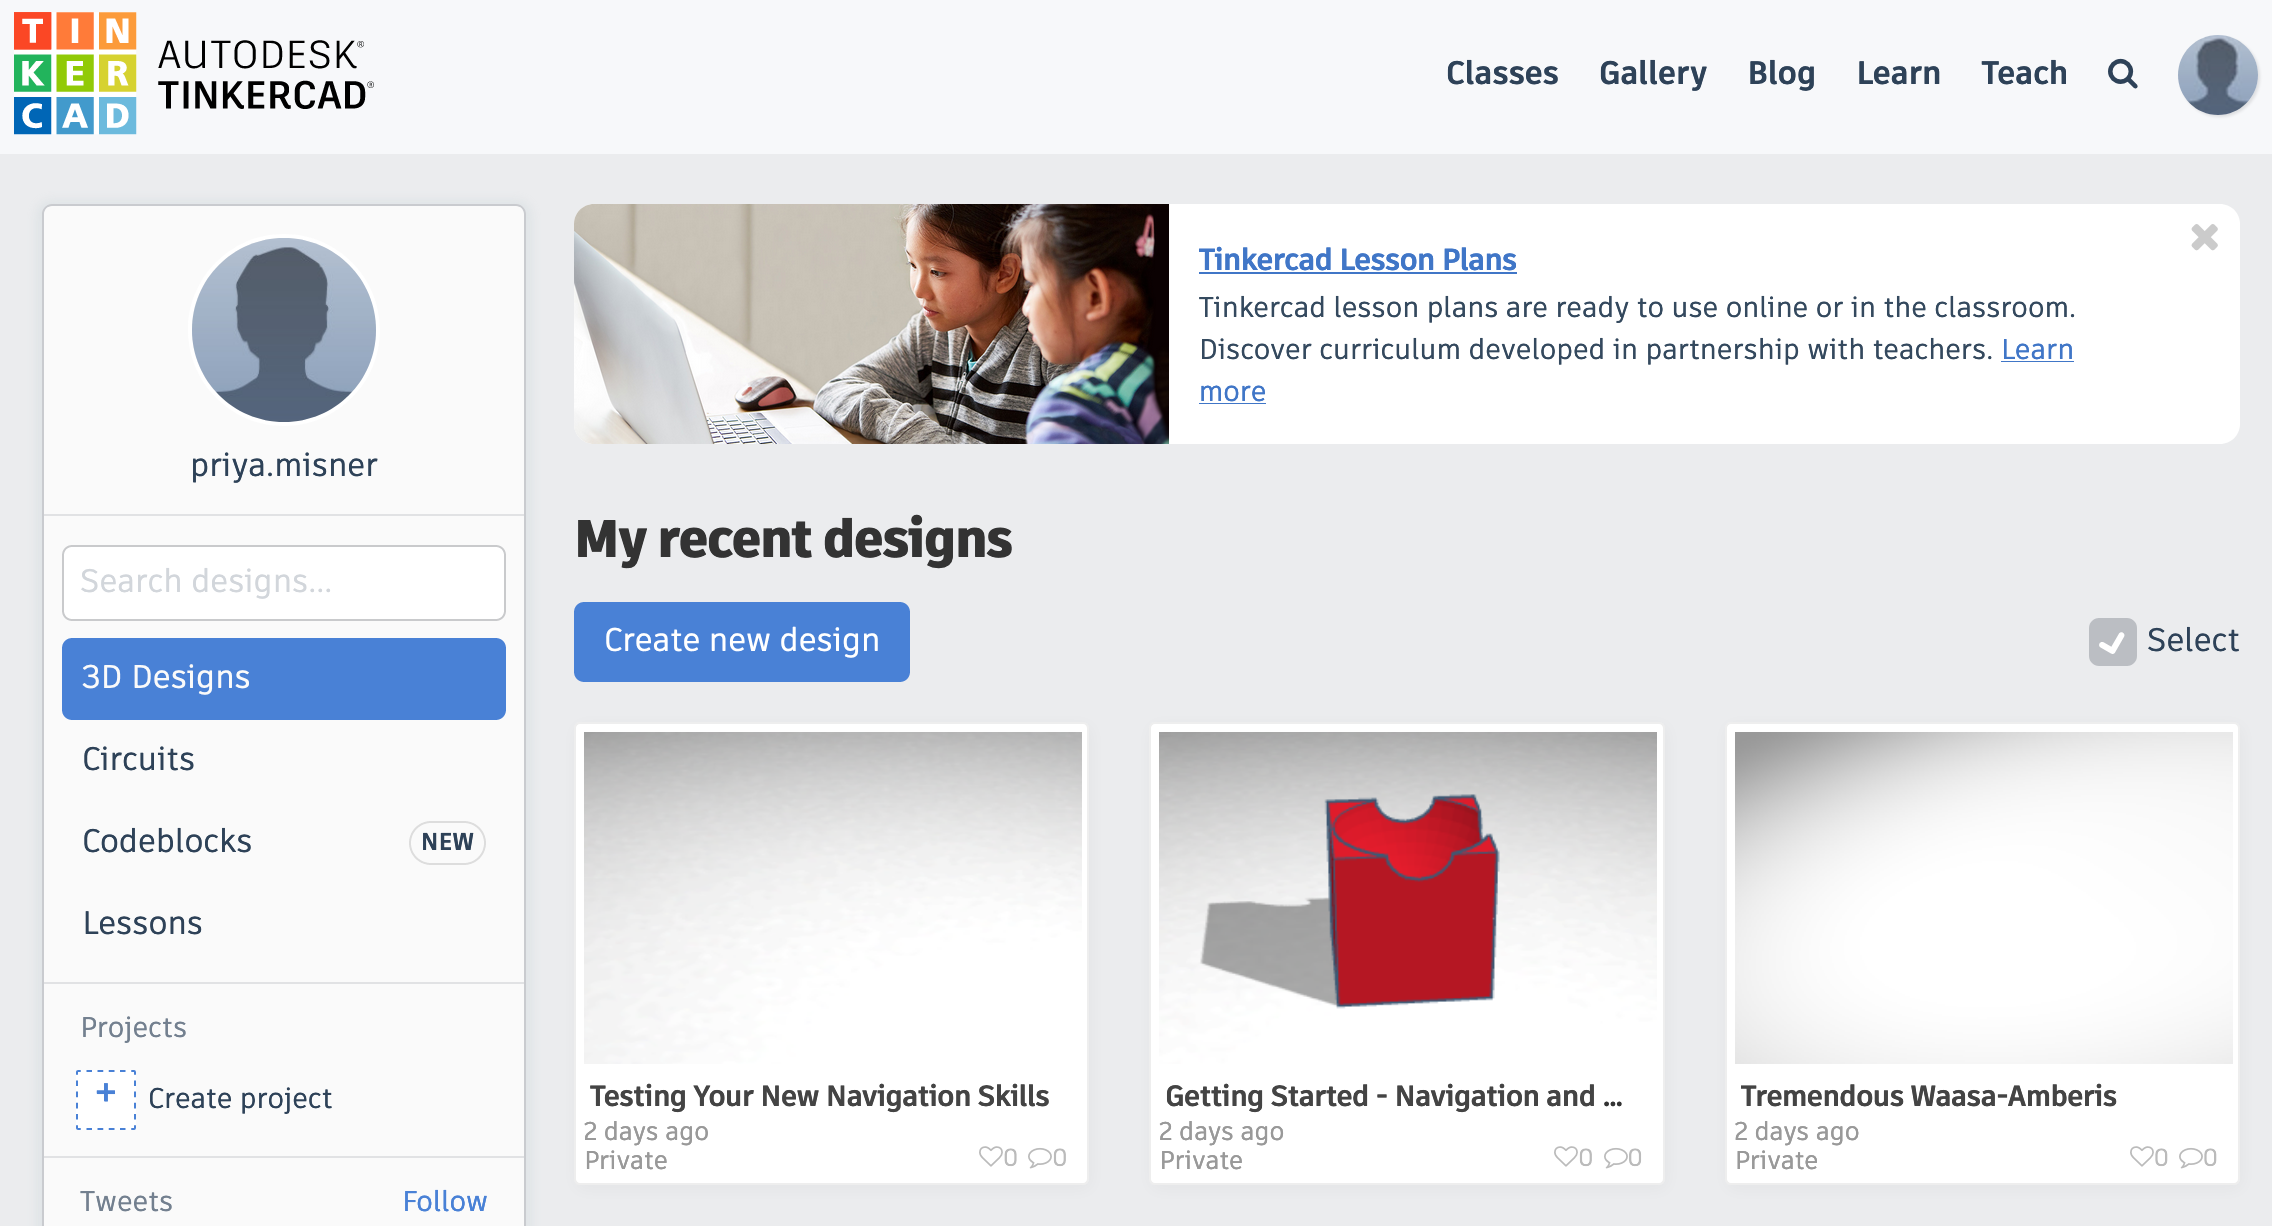 TIN
KER
CAD
AUTODESK®
TINKERCAD®
Classes Gallery Blog Learn Teach
priya.misner
Search designs...
3D Designs
Circuits
Codeblocks NEW
Lessons
Projects
+ Create project
Tweets Follow
Tinkercad Lesson Plans
Tinkercad lesson plans are ready to use online or in the classroom.
Discover curriculum developed in partnership with teachers. Learn
more
My recent designs
Create new design
Select
Testing Your New Navigation Skills
2 days ago
Private 0 0
Getting Started - Navigation and ...
2 days ago
Private 0 0
Tremendous Waasa-Amberis
2 days ago
Private 0 0